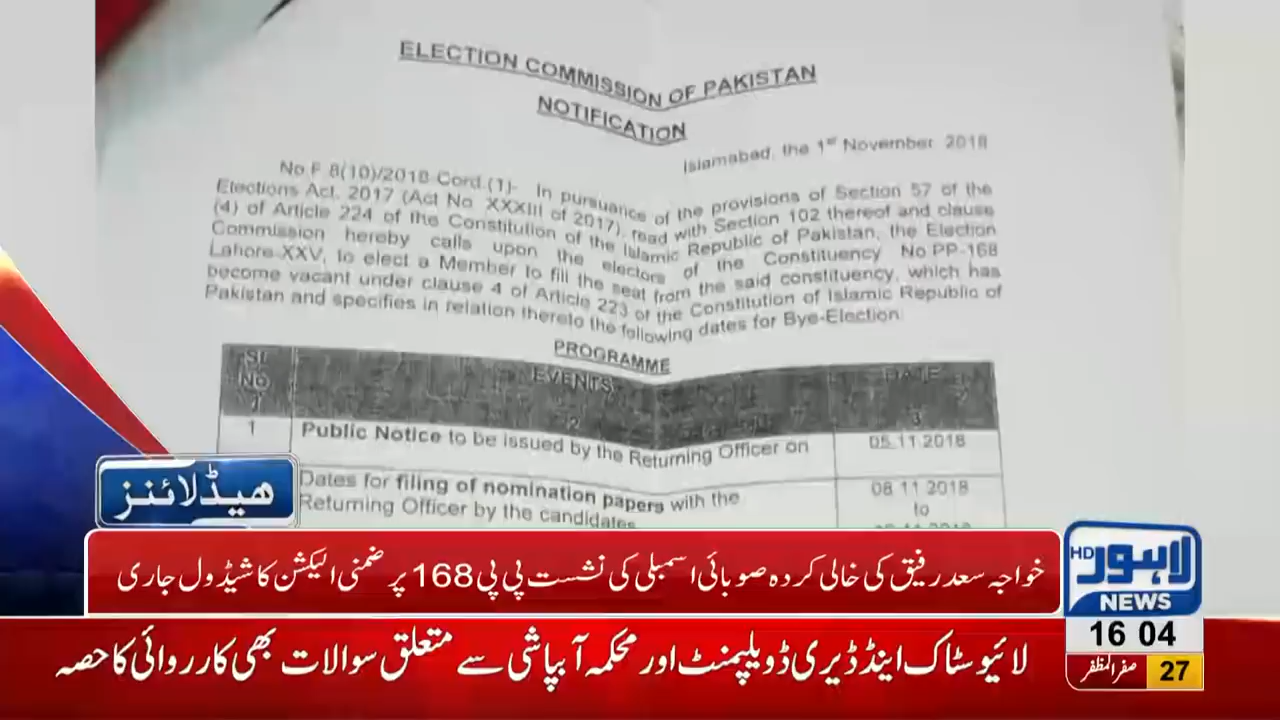 ELECTION COMMISSION OF PAKISTAN
NOTIFICATION
Islamabad, the 1st November 2018
No.F.8(10)/2018-Cord.(1)- In pursuance of the provisions of Section 57 of the
Elections Act, 2017 (Act No. XXXIII of 2017), read with Section 102 thereof and clause
(4) of Article 224 of the Constitution of the Islamic Republic of Pakistan, the Election
Commission hereby calls upon the electors of the Constituency No PP-168
Lahore-XXV, to elect a Member to fill the seat from the said constituency, which has
become vacant under clause 4 of Article 223 of the Constitution of Islamic Republic of
Pakistan and specifies in relation thereto the following dates for Bye-Election:
PROGRAMME
Sl. No EVENTS DATE
1 2 3
1 Public Notice to be issued by the Returning Officer on 05.11.2018
Dates for filing of nomination papers with the 08.11.2018
Returning Officer by the candidates to
ھیڈلائنز
خواجہ سعد رفیق کی خالی کردہ صوبائی اسمبلی کی نشست پی پی 168 پر ضمنی الیکشن کا شیڈول جاری
لاہور HD
NEWS
16 04
لائیو سٹاک اینڈ ڈیری ڈویلپمنٹ اور محکمہ آبپاشی سے متعلق سوالات بھی کارروائی کا حصہ
27 صفر المظفر